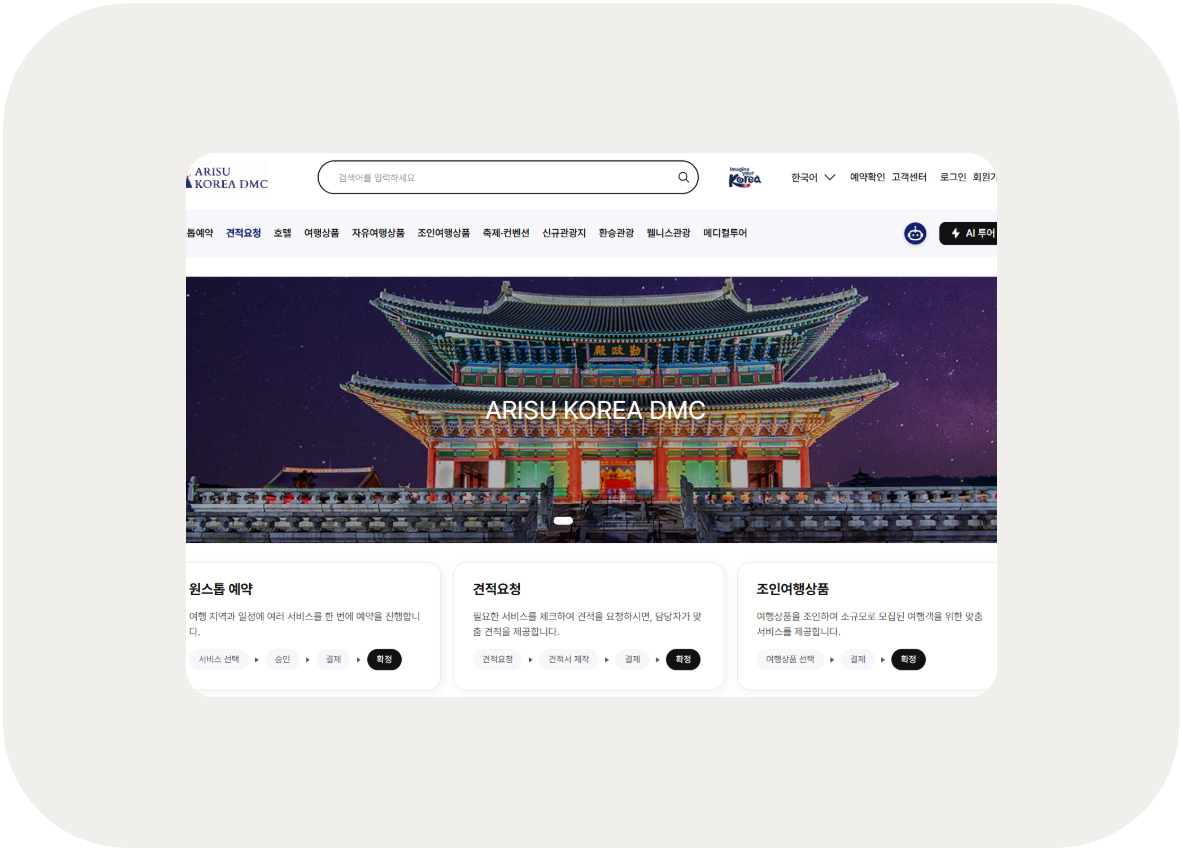 ARISU
KOREA DMC
검색어를 입력하세요
Imagine your Korea
한국어
예약확인 고객센터
로그인 회원가
톱예약 견적요청 호텔 여행상품 자유여행상품 조인여행상품 축제·컨벤션 신규관광지 환승관광 웰니스관광 메디컬투어
AI 투어
勤政殿
ARISU KOREA DMC
원스톱 예약
여행 지역과 일정에 여러 서비스를 한 번에 예약을 진행합니
다.
서비스 선택 ▸ 승인 ▸ 결제 ▸ 확정
견적요청
필요한 서비스를 체크하여 견적을 요청하시면, 담당자가 맞
춤 견적을 제공합니다.
견적요청 ▸ 견적서 제작 ▸ 결제 ▸ 확정
조인여행상품
여행상품을 조인하여 소규모로 모집된 여행객을 위한 맞춤
서비스를 제공합니다.
여행상품 선택 ▸ 결제 ▸ 확정